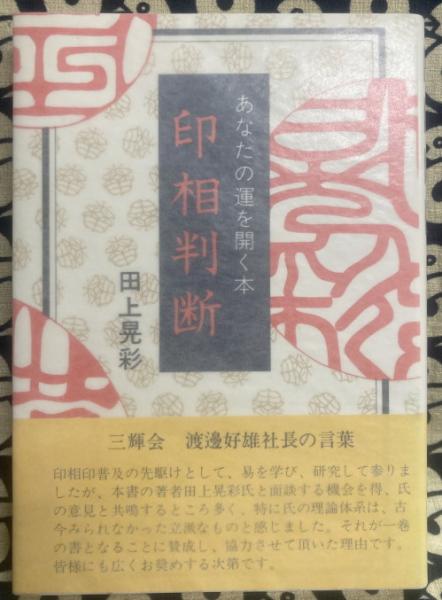 あなたの運を開く本
印相判断
田上晃彩
三輝会　渡邊好雄社長の言葉
印相印普及の先駆けとして、易を学び、研究して参りま
したが、本書の著者田上晃彩氏と面談する機会を得、氏
の意見と共鳴するところ多く、特に氏の理論体系は、古
今みられなかった立派なものと感じました。それが一巻
の書となることに賛成し、協力させて頂いた理由です。
皆様にも広くお奨めする次第です。